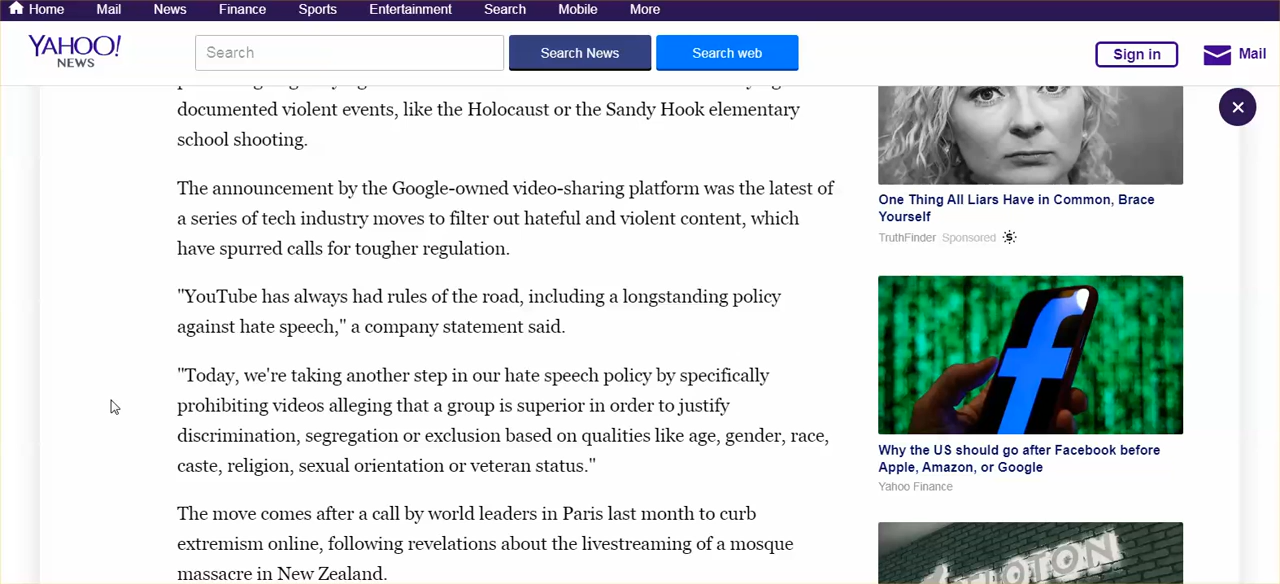 Home Mail News Finance Sports Entertainment Search Mobile More
YAHOO!
NEWS
Search
Search News
Search web
Sign in
Mail
documented violent events, like the Holocaust or the Sandy Hook elementary
school shooting.
The announcement by the Google-owned video-sharing platform was the latest of
a series of tech industry moves to filter out hateful and violent content, which
have spurred calls for tougher regulation.
"YouTube has always had rules of the road, including a longstanding policy
against hate speech," a company statement said.
"Today, we're taking another step in our hate speech policy by specifically
prohibiting videos alleging that a group is superior in order to justify
discrimination, segregation or exclusion based on qualities like age, gender, race,
caste, religion, sexual orientation or veteran status."
The move comes after a call by world leaders in Paris last month to curb
extremism online, following revelations about the livestreaming of a mosque
massacre in New Zealand.
One Thing All Liars Have in Common, Brace
Yourself
TruthFinder Sponsored
Why the US should go after Facebook before
Apple, Amazon, or Google
Yahoo Finance